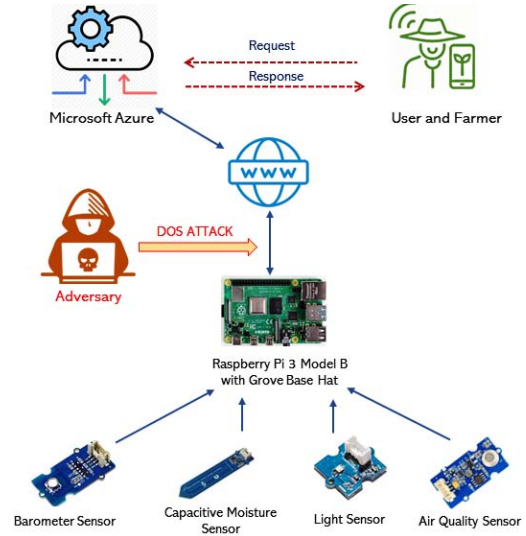 Request
Response
Microsoft Azure
User and Farmer
WWW
DOS ATTACK
Adversary
Raspberry Pi 3 Model B
with Grove Base Hat
Barometer Sensor
Capacitive Moisture
Sensor
Light Sensor
Air Quality Sensor